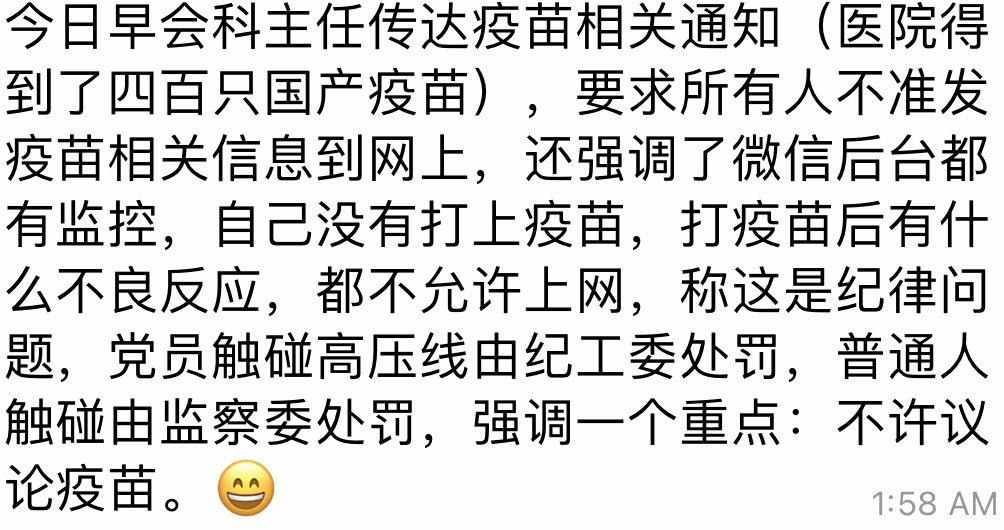 今日早会科主任传达疫苗相关通知（医院得
到了四百只国产疫苗），要求所有人不准发
疫苗相关信息到网上，还强调了微信后台都
有监控，自己没有打上疫苗，打疫苗后有什
么不良反应，都不允许上网，称这是纪律问
题，党员触碰高压线由纪工委处罚，普通人
触碰由监察委处罚，强调一个重点：不许议
论疫苗。😄
1:58 AM